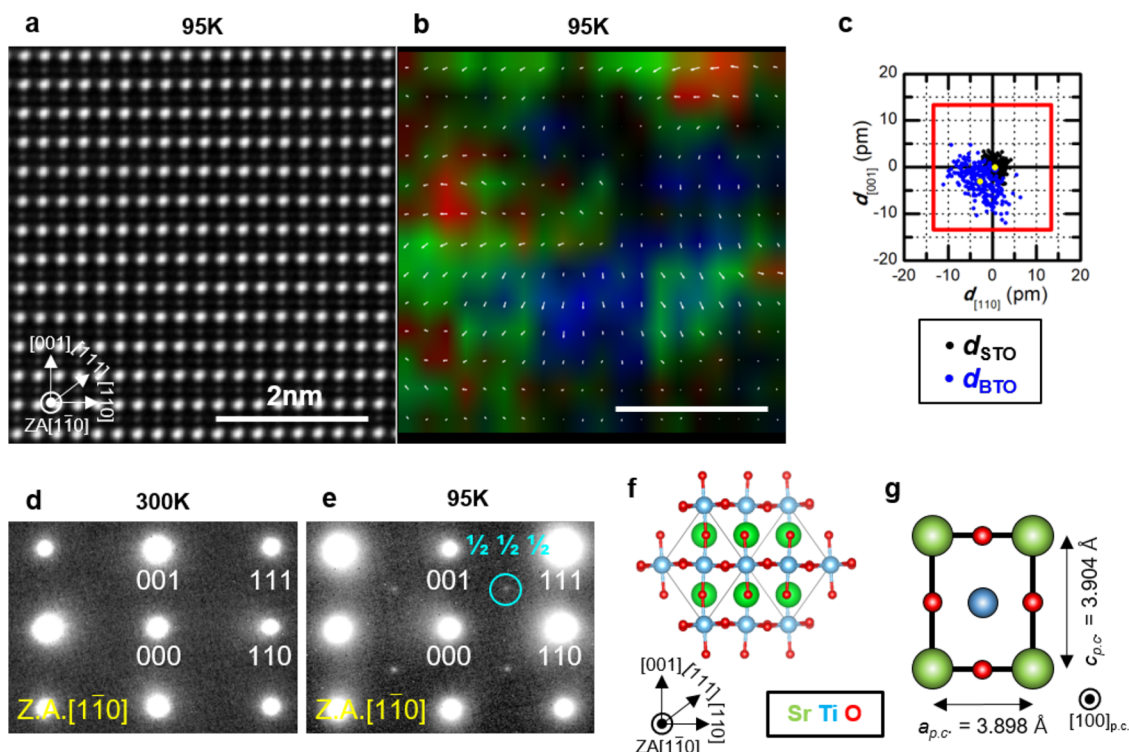 a
95K
b
95K
c
[001]
[111]
[110]
ZA[11̄0]
2nm
20
10
0
-10
-20
-20
-10
0
10
20
d[001] (pm)
d[110] (pm)
dSTO
dBTO
d
300K
001
111
000
110
Z.A.[11̄0]
e
95K
½ ½ ½
001
111
000
110
Z.A.[11̄0]
f
[001]
[111]
[110]
ZA[11̄0]
Sr Ti O
g
cp.c. = 3.904 Å
ap.c. = 3.898 Å
[100]p.c.